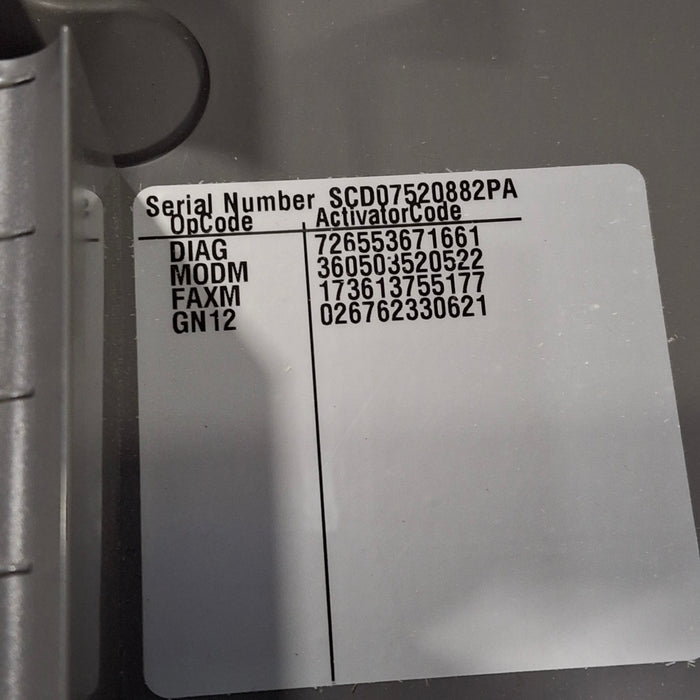 Serial Number SCD07520882PA
OpCode ActivatorCode
DIAG 726553671661
MODM 360503520522
FAXM 173613755177
GN12 026762330621